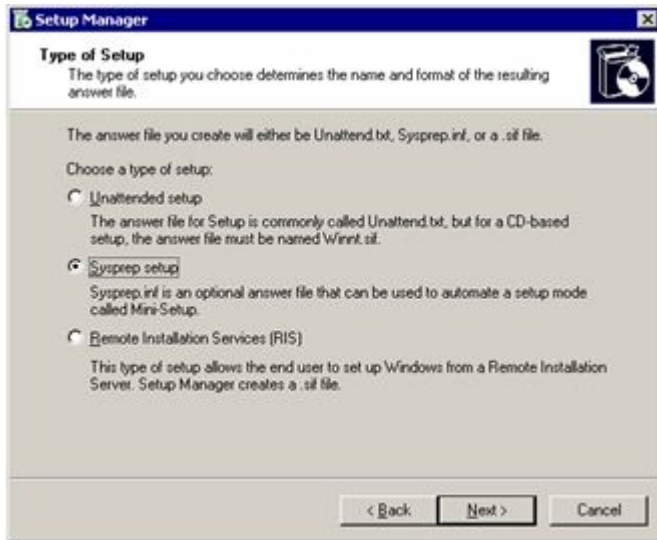 Setup Manager
Type of Setup
The type of setup you choose determines the name and format of the resulting
answer file.
The answer file you create will either be Unattend.txt, Sysprep.inf, or a .sif file.
Choose a type of setup:
Unattended setup
The answer file for Setup is commonly called Unattend.txt, but for a CD-based
setup, the answer file must be named Winnt.sif.
Sysprep setup
Sysprep.inf is an optional answer file that can be used to automate a setup mode
called Mini-Setup.
Remote Installation Services (RIS)
This type of setup allows the end user to set up Windows from a Remote Installation
Server. Setup Manager creates a .sif file.
< Back Next > Cancel